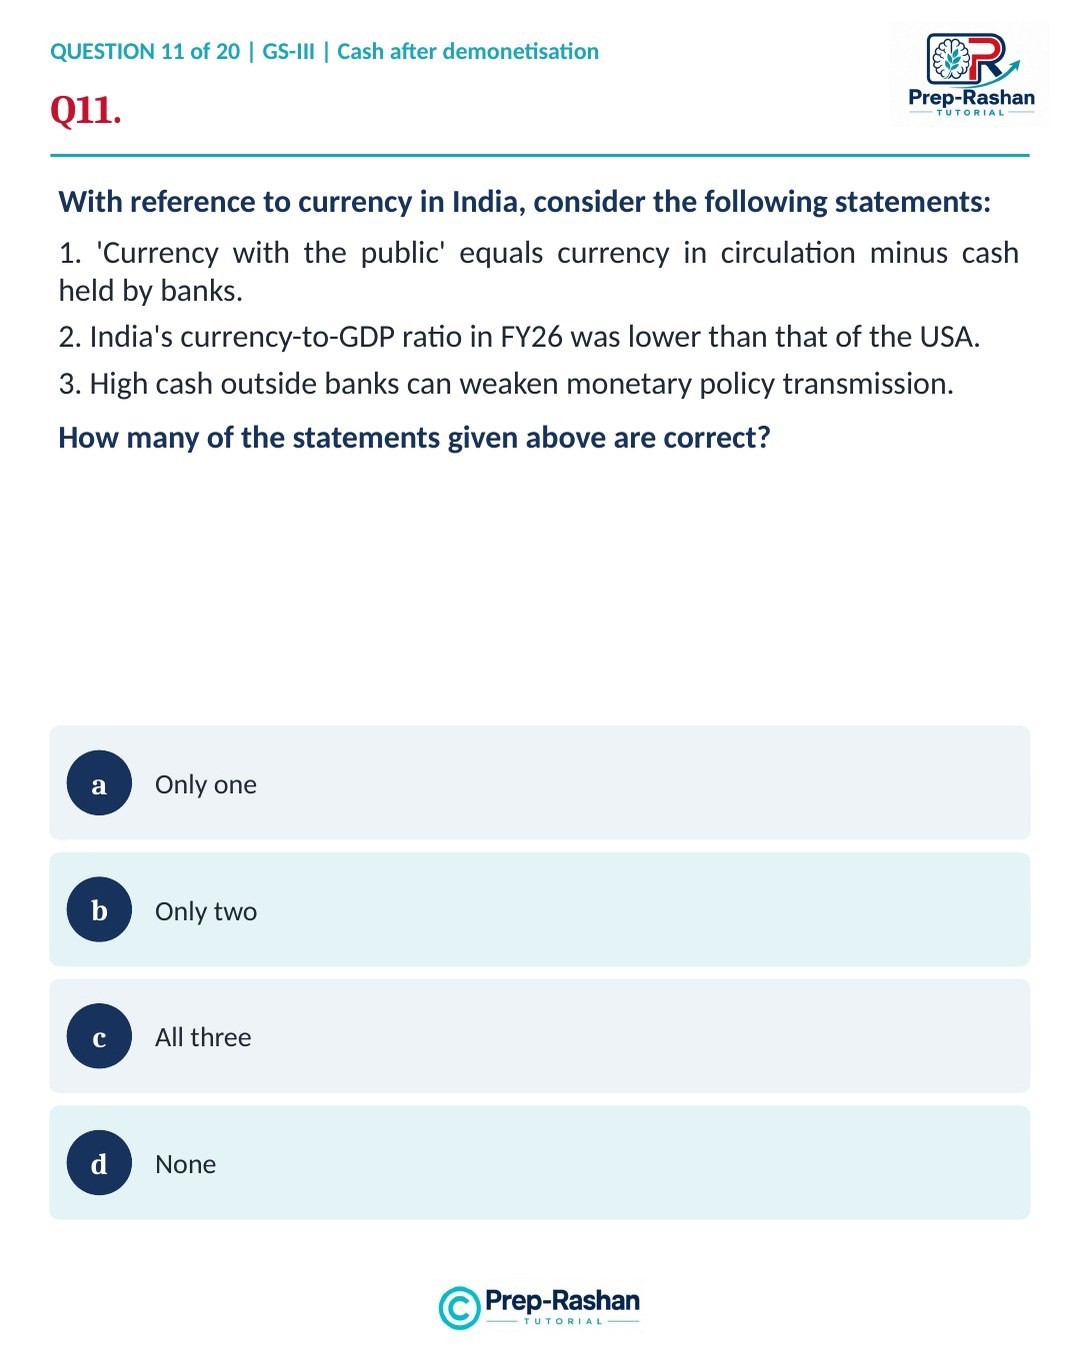 QUESTION 11 of 20 | GS-III | Cash after demonetisation
Prep-Rashan
TUTORIAL
Q11.
With reference to currency in India, consider the following statements:
1. 'Currency with the public' equals currency in circulation minus cash
held by banks.
2. India's currency-to-GDP ratio in FY26 was lower than that of the USA.
3. High cash outside banks can weaken monetary policy transmission.
How many of the statements given above are correct?
a Only one
b Only two
c All three
d None
© Prep-Rashan
TUTORIAL